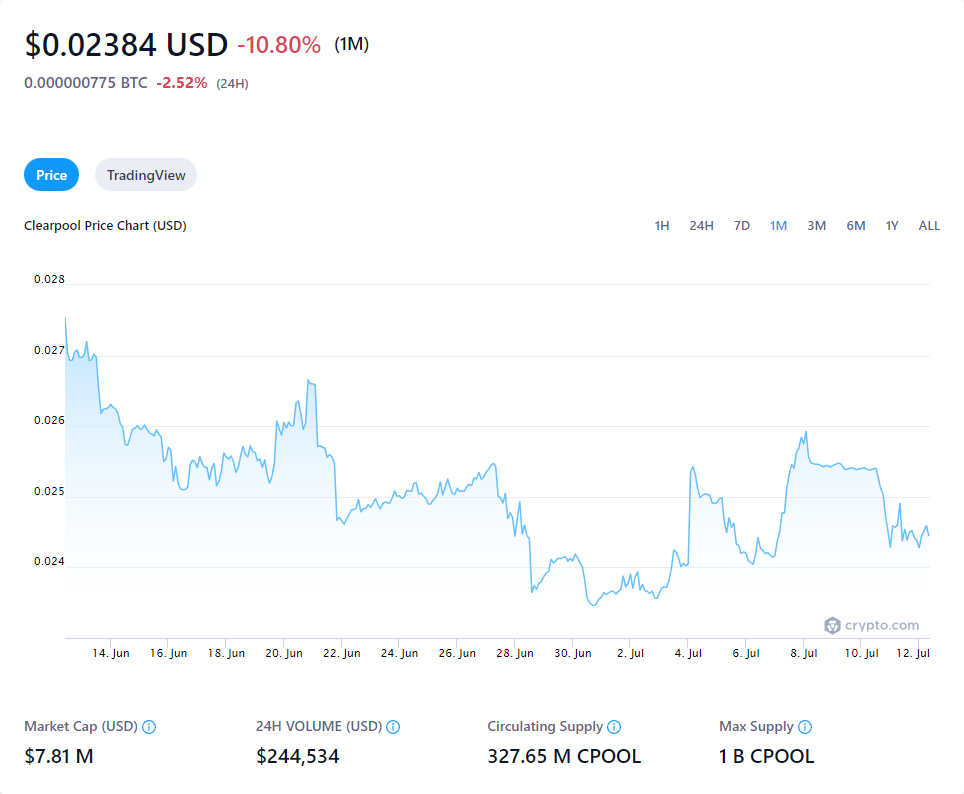 $0.02384 USD -10.80% (1M)
0.000000775 BTC -2.52% (24H)
Price TradingView
Clearpool Price Chart (USD) 1H 24H 7D 1M 3M 6M 1Y ALL
0.028
0.027
0.026
0.025
0.024
crypto.com
14. Jun 16. Jun 18. Jun 20. Jun 22. Jun 24. Jun 26. Jun 28. Jun 30. Jun 2. Jul 4. Jul 6. Jul 8. Jul 10. Jul 12. Jul
Market Cap (USD) 24H VOLUME (USD) Circulating Supply Max Supply
$7.81 M $244,534 327.65 M CPOOL 1 B CPOOL